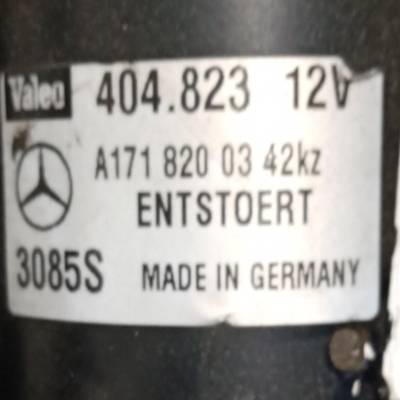 Valeo 404.823 12V
A171 820 03 42kz
ENTSTOERT
3085S MADE IN GERMANY